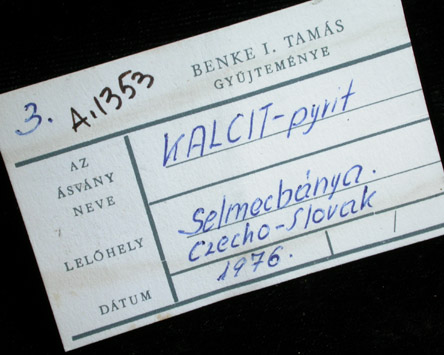 3. A.1353
BENKE I. TAMÁS
GYŰJTEMÉNYE
AZ
ÁSVÁNY
NEVE
KALCIT-pyrit
LELŐHELY
Selmecbánya.
Czecho-Slovak
DÁTUM
1976.